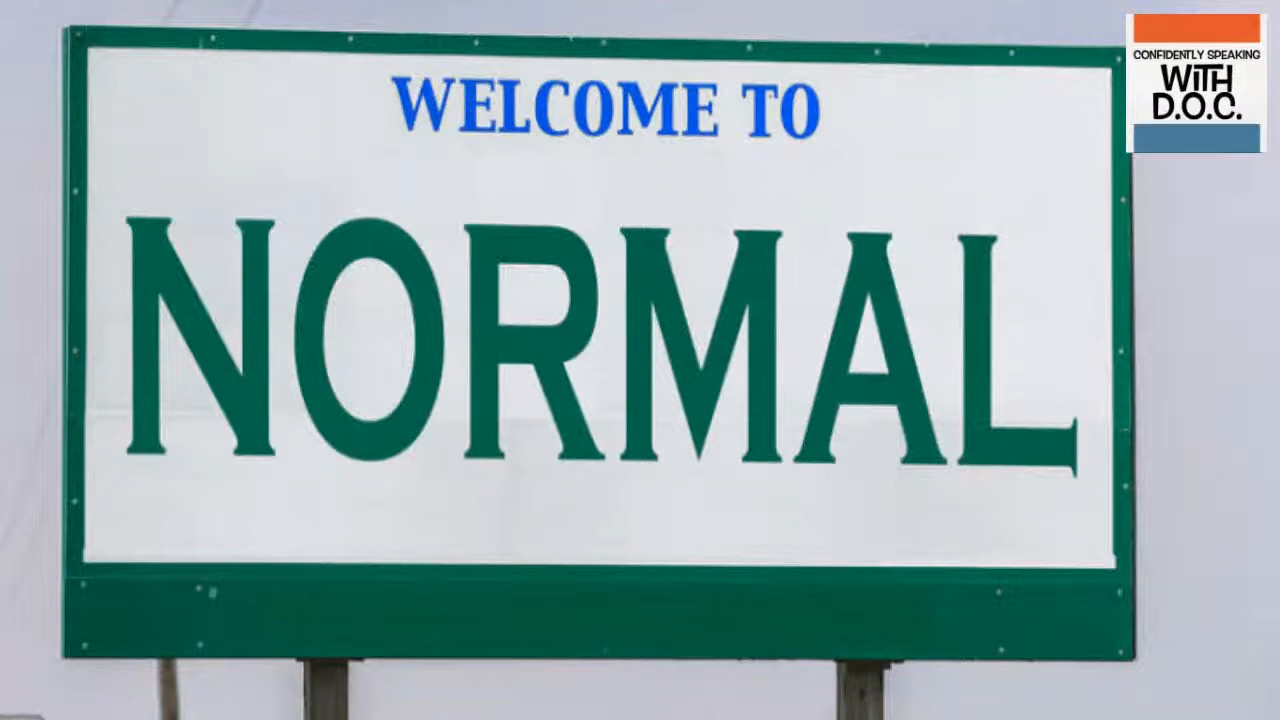 WELCOME TO
NORMAL
CONFIDENTLY SPEAKING
WITH
D.O.C.